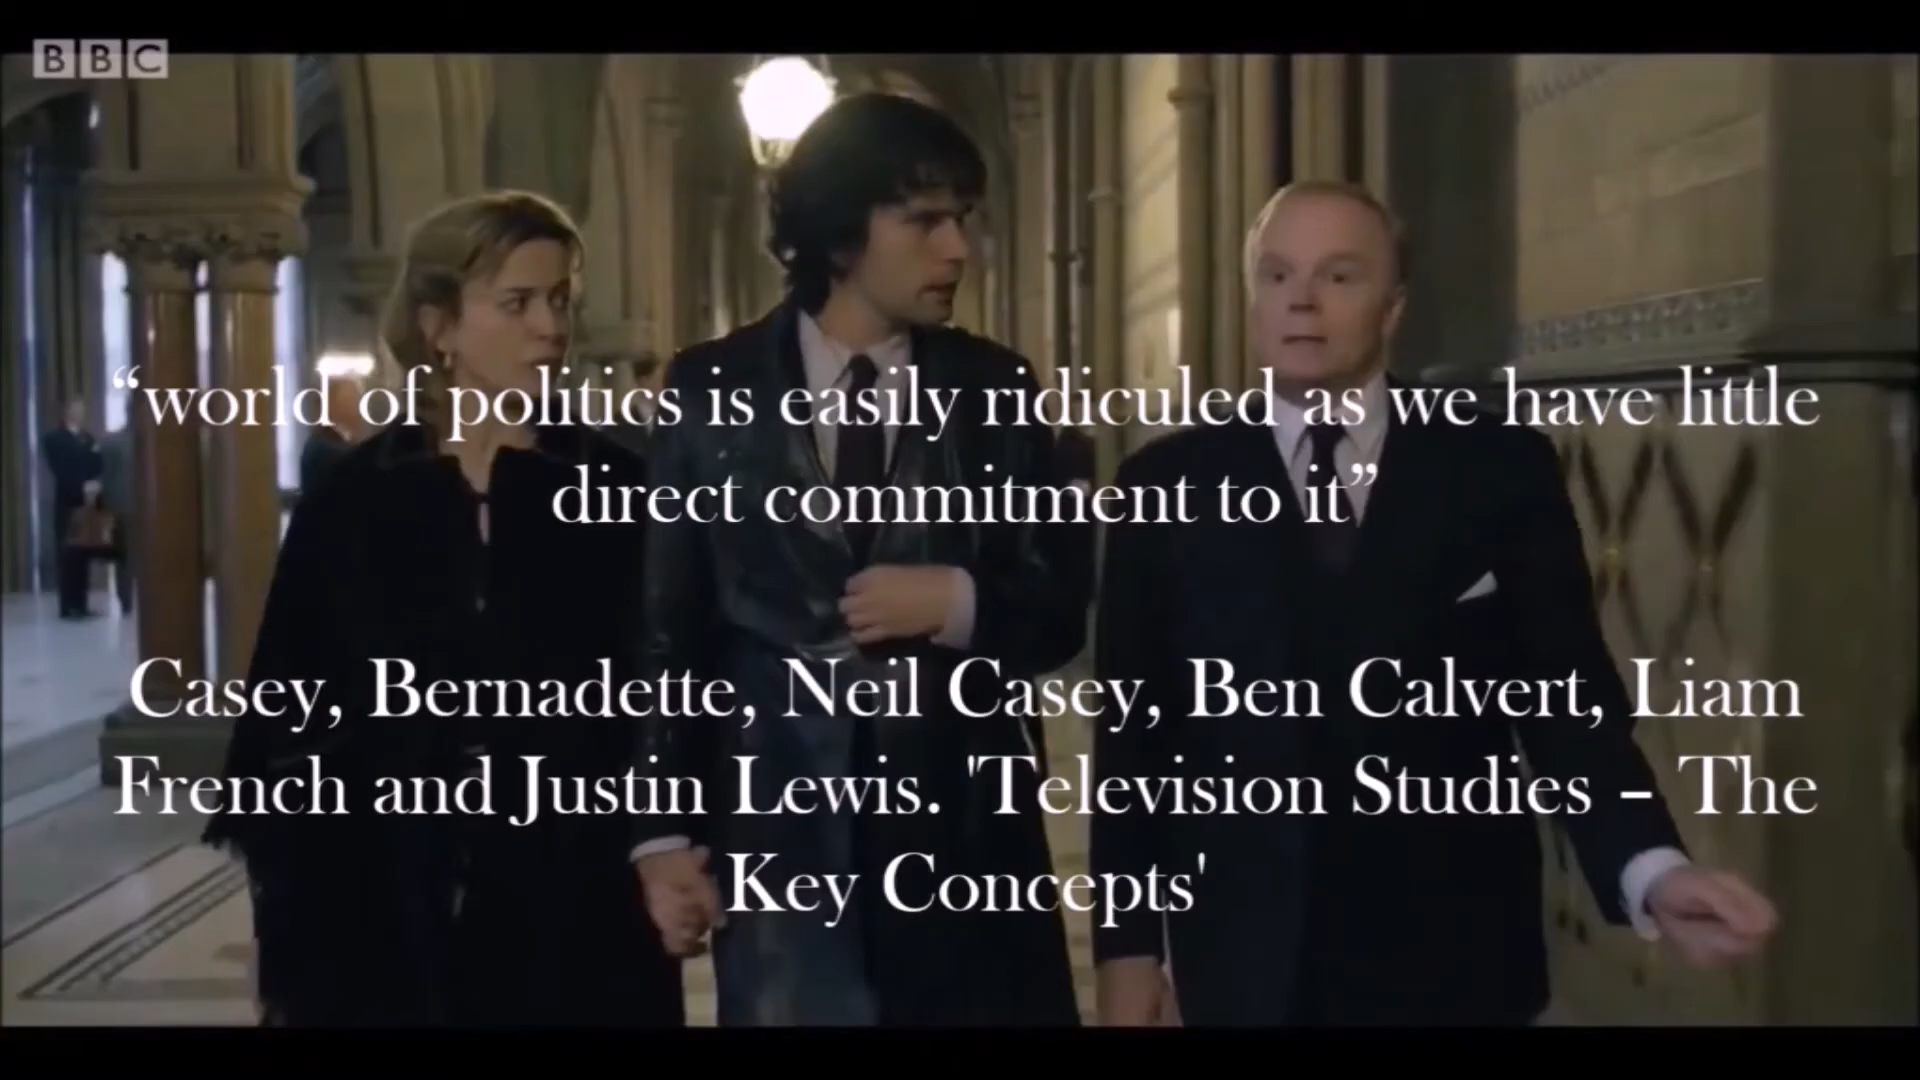 BBC
“world of politics is easily ridiculed as we have little
direct commitment to it”
Casey, Bernadette, Neil Casey, Ben Calvert, Liam
French and Justin Lewis. 'Television Studies – The
Key Concepts'